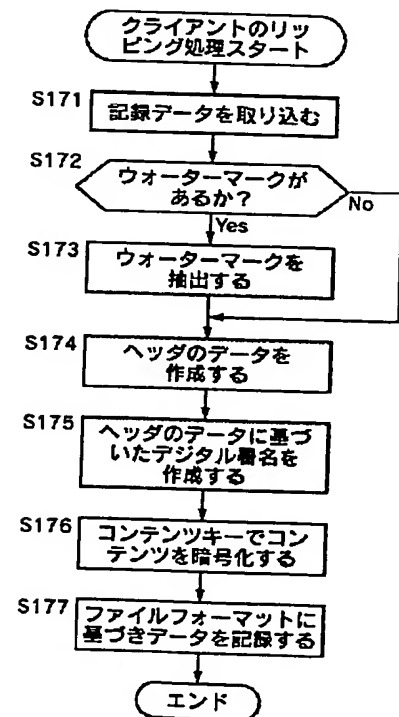 クライアントのリッ
ピング処理スタート
S171
記録データを取り込む
S172
ウォーターマークが
あるか？
No
Yes
S173
ウォーターマークを
抽出する
S174
ヘッダのデータを
作成する
S175
ヘッダのデータに基づ
いたデジタル署名を
作成する
S176
コンテンツキーでコン
テンツを暗号化する
S177
ファイルフォーマットに
基づきデータを記録する
エンド